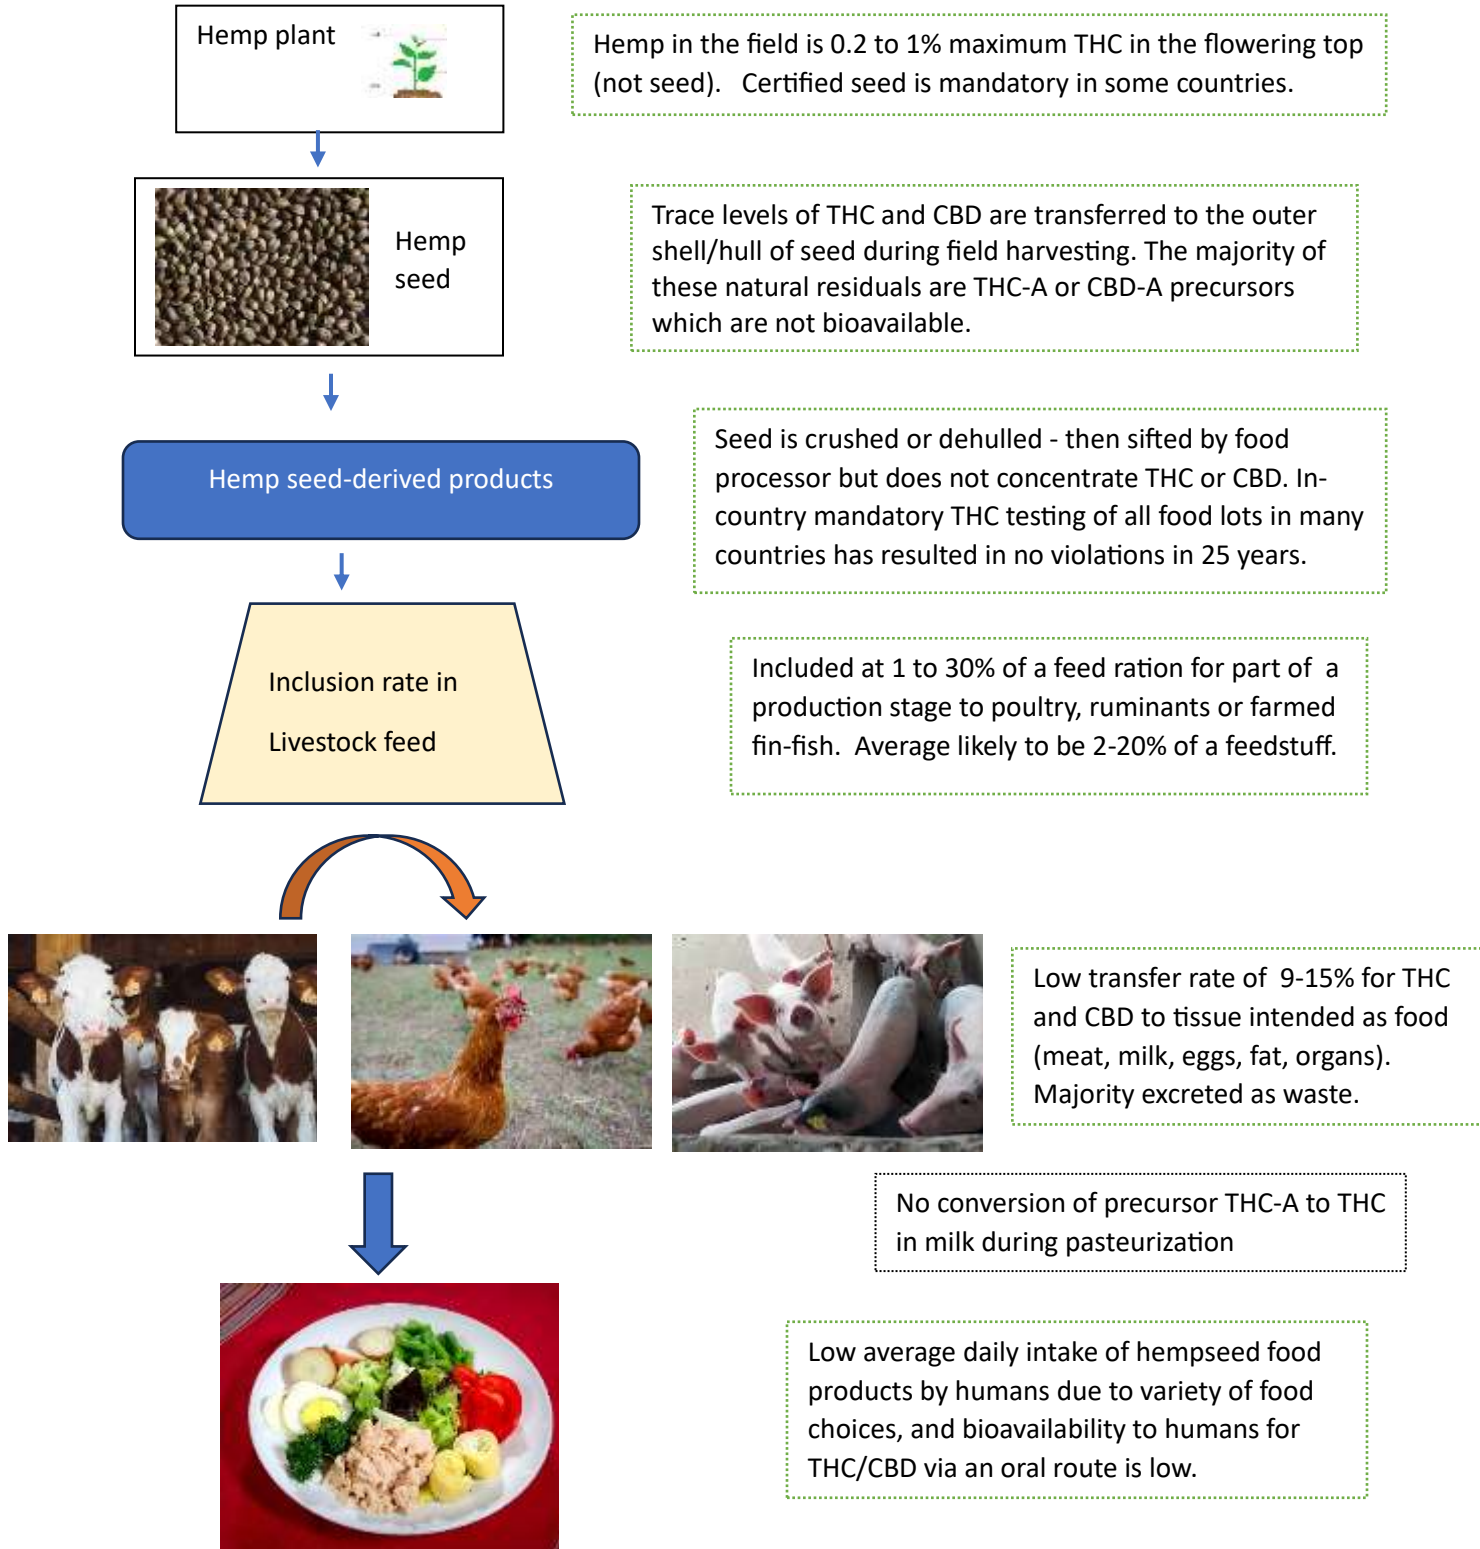 Hemp plant
Hemp in the field is 0.2 to 1% maximum THC in the flowering top
(not seed). Certified seed is mandatory in some countries.
Hemp
seed
Trace levels of THC and CBD are transferred to the outer
shell/hull of seed during field harvesting. The majority of
these natural residuals are THC-A or CBD-A precursors
which are not bioavailable.
Hemp seed-derived products
Seed is crushed or dehulled - then sifted by food
processor but does not concentrate THC or CBD. In-
country mandatory THC testing of all food lots in many
countries has resulted in no violations in 25 years.
Inclusion rate in
Livestock feed
Included at 1 to 30% of a feed ration for part of a
production stage to poultry, ruminants or farmed
fin-fish. Average likely to be 2-20% of a feedstuff.
Low transfer rate of 9-15% for THC
and CBD to tissue intended as food
(meat, milk, eggs, fat, organs).
Majority excreted as waste.
No conversion of precursor THC-A to THC
in milk during pasteurization
Low average daily intake of hempseed food
products by humans due to variety of food
choices, and bioavailability to humans for
THC/CBD via an oral route is low.